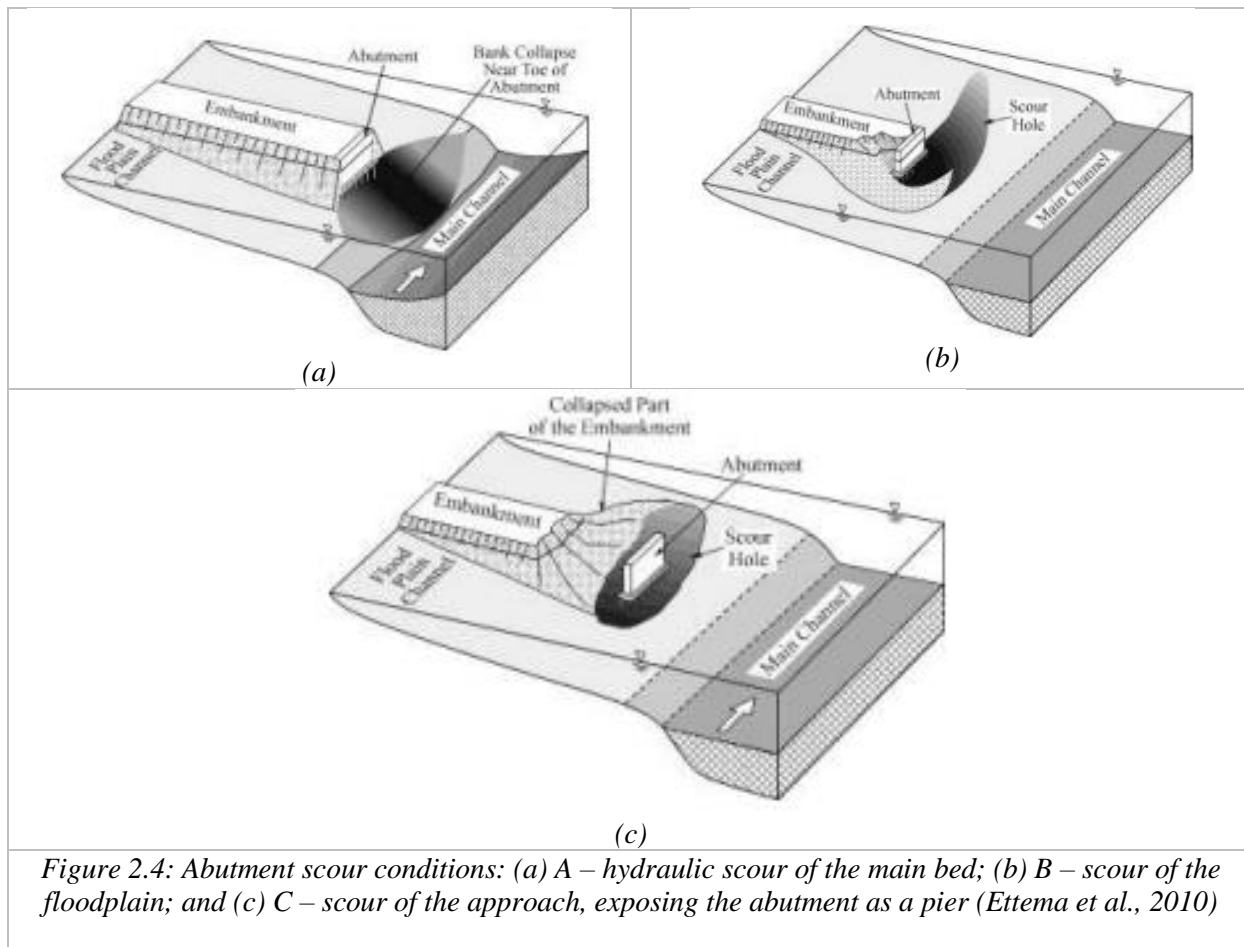 Abutment
Bank Collapse
Near Toe of
Abutment
Embankment
Flood
Plain
Channel
Main Channel
(a)
Abutment
Embankment
Scour
Hole
Flood
Plain
Channel
Main Channel
(b)
Collapsed Part
of the Embankment
Abutment
Embankment
Scour
Hole
Flood
Plain
Channel
Main Channel
(c)
Figure 2.4: Abutment scour conditions: (a) A – hydraulic scour of the main bed; (b) B – scour of the
floodplain; and (c) C – scour of the approach, exposing the abutment as a pier (Ettema et al., 2010)